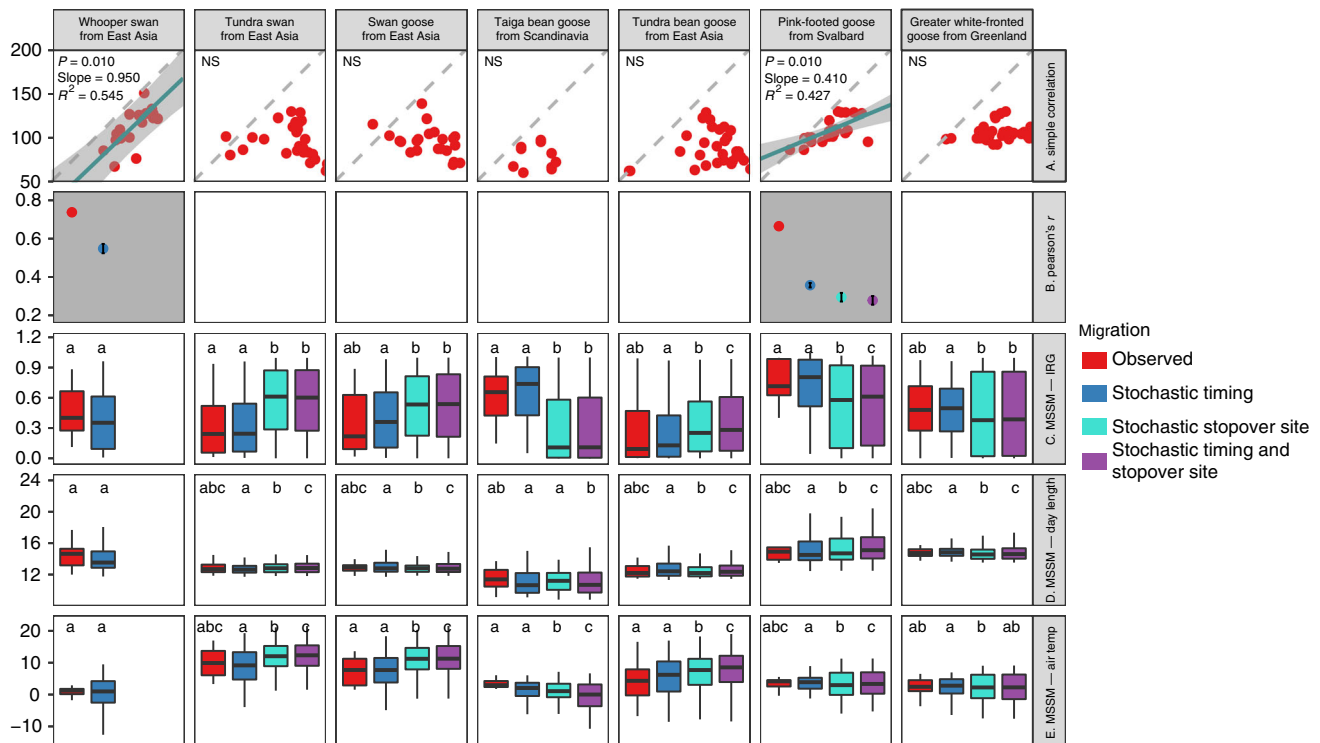 Whooper swan
from East Asia
Tundra swan
from East Asia
Swan goose
from East Asia
Taiga bean goose
from Scandinavia
Tundra bean goose
from East Asia
Pink-footed goose
from Svalbard
Greater white-fronted
goose from Greenland
200
150
100
50
P = 0.010
Slope = 0.950
R² = 0.545
NS
NS
NS
NS
P = 0.010
Slope = 0.410
R² = 0.427
NS
A. simple correlation
0.8
0.6
0.4
0.2
B. pearson's r
1.2
0.9
0.6
0.3
0.0
a a
a a b b
ab a b b
a a b b
ab a b c
a a b c
ab a b b
C. MSSM — IRG
Migration
Observed
Stochastic timing
Stochastic stopover site
Stochastic timing and
stopover site
24
20
16
12
a a
abc a b c
abc a b c
ab a a b
abc a b c
abc a b c
abc a b c
D. MSSM — day length
20
10
0
−10
a a
abc a b c
a a b c
a a b c
a a b c
abc a b c
ab a b ab
E. MSSM — air temp